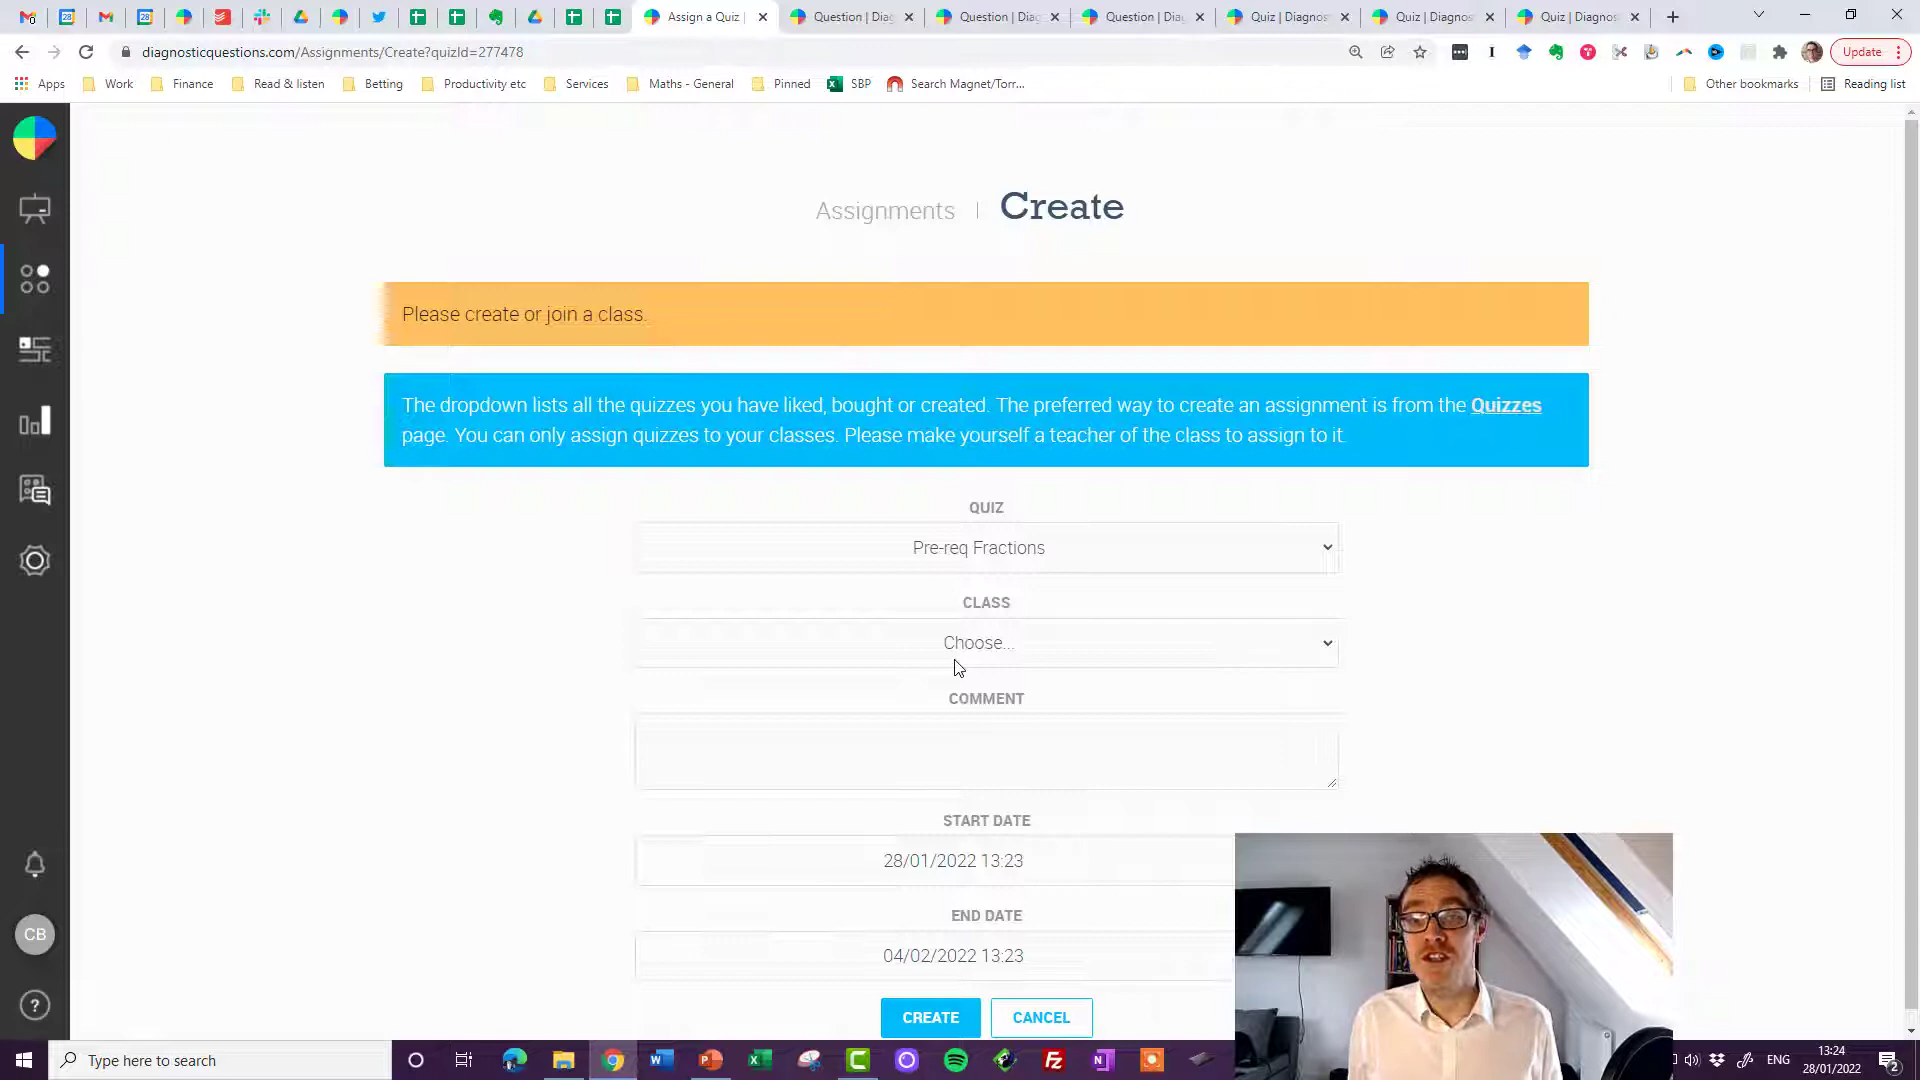 Assign a Quiz |
Question | Diag
Question | Diag
Question | Diag
Quiz | Diagnos
Quiz | Diagnos
Quiz | Diagnos
diagnosticquestions.com/Assignments/Create?quizId=277478
Update
Apps
Work
Finance
Read & listen
Betting
Productivity etc
Services
Maths - General
Pinned
SBP
Search Magnet/Torr...
Other bookmarks
Reading list
Assignments | Create
Please create or join a class.
The dropdown lists all the quizzes you have liked, bought or created. The preferred way to create an assignment is from the Quizzes
page. You can only assign quizzes to your classes. Please make yourself a teacher of the class to assign to it.
QUIZ
Pre-req Fractions
CLASS
Choose...
COMMENT
START DATE
28/01/2022 13:23
END DATE
04/02/2022 13:23
CREATE
CANCEL
CB
?
Type here to search
ENG
13:24
28/01/2022
2